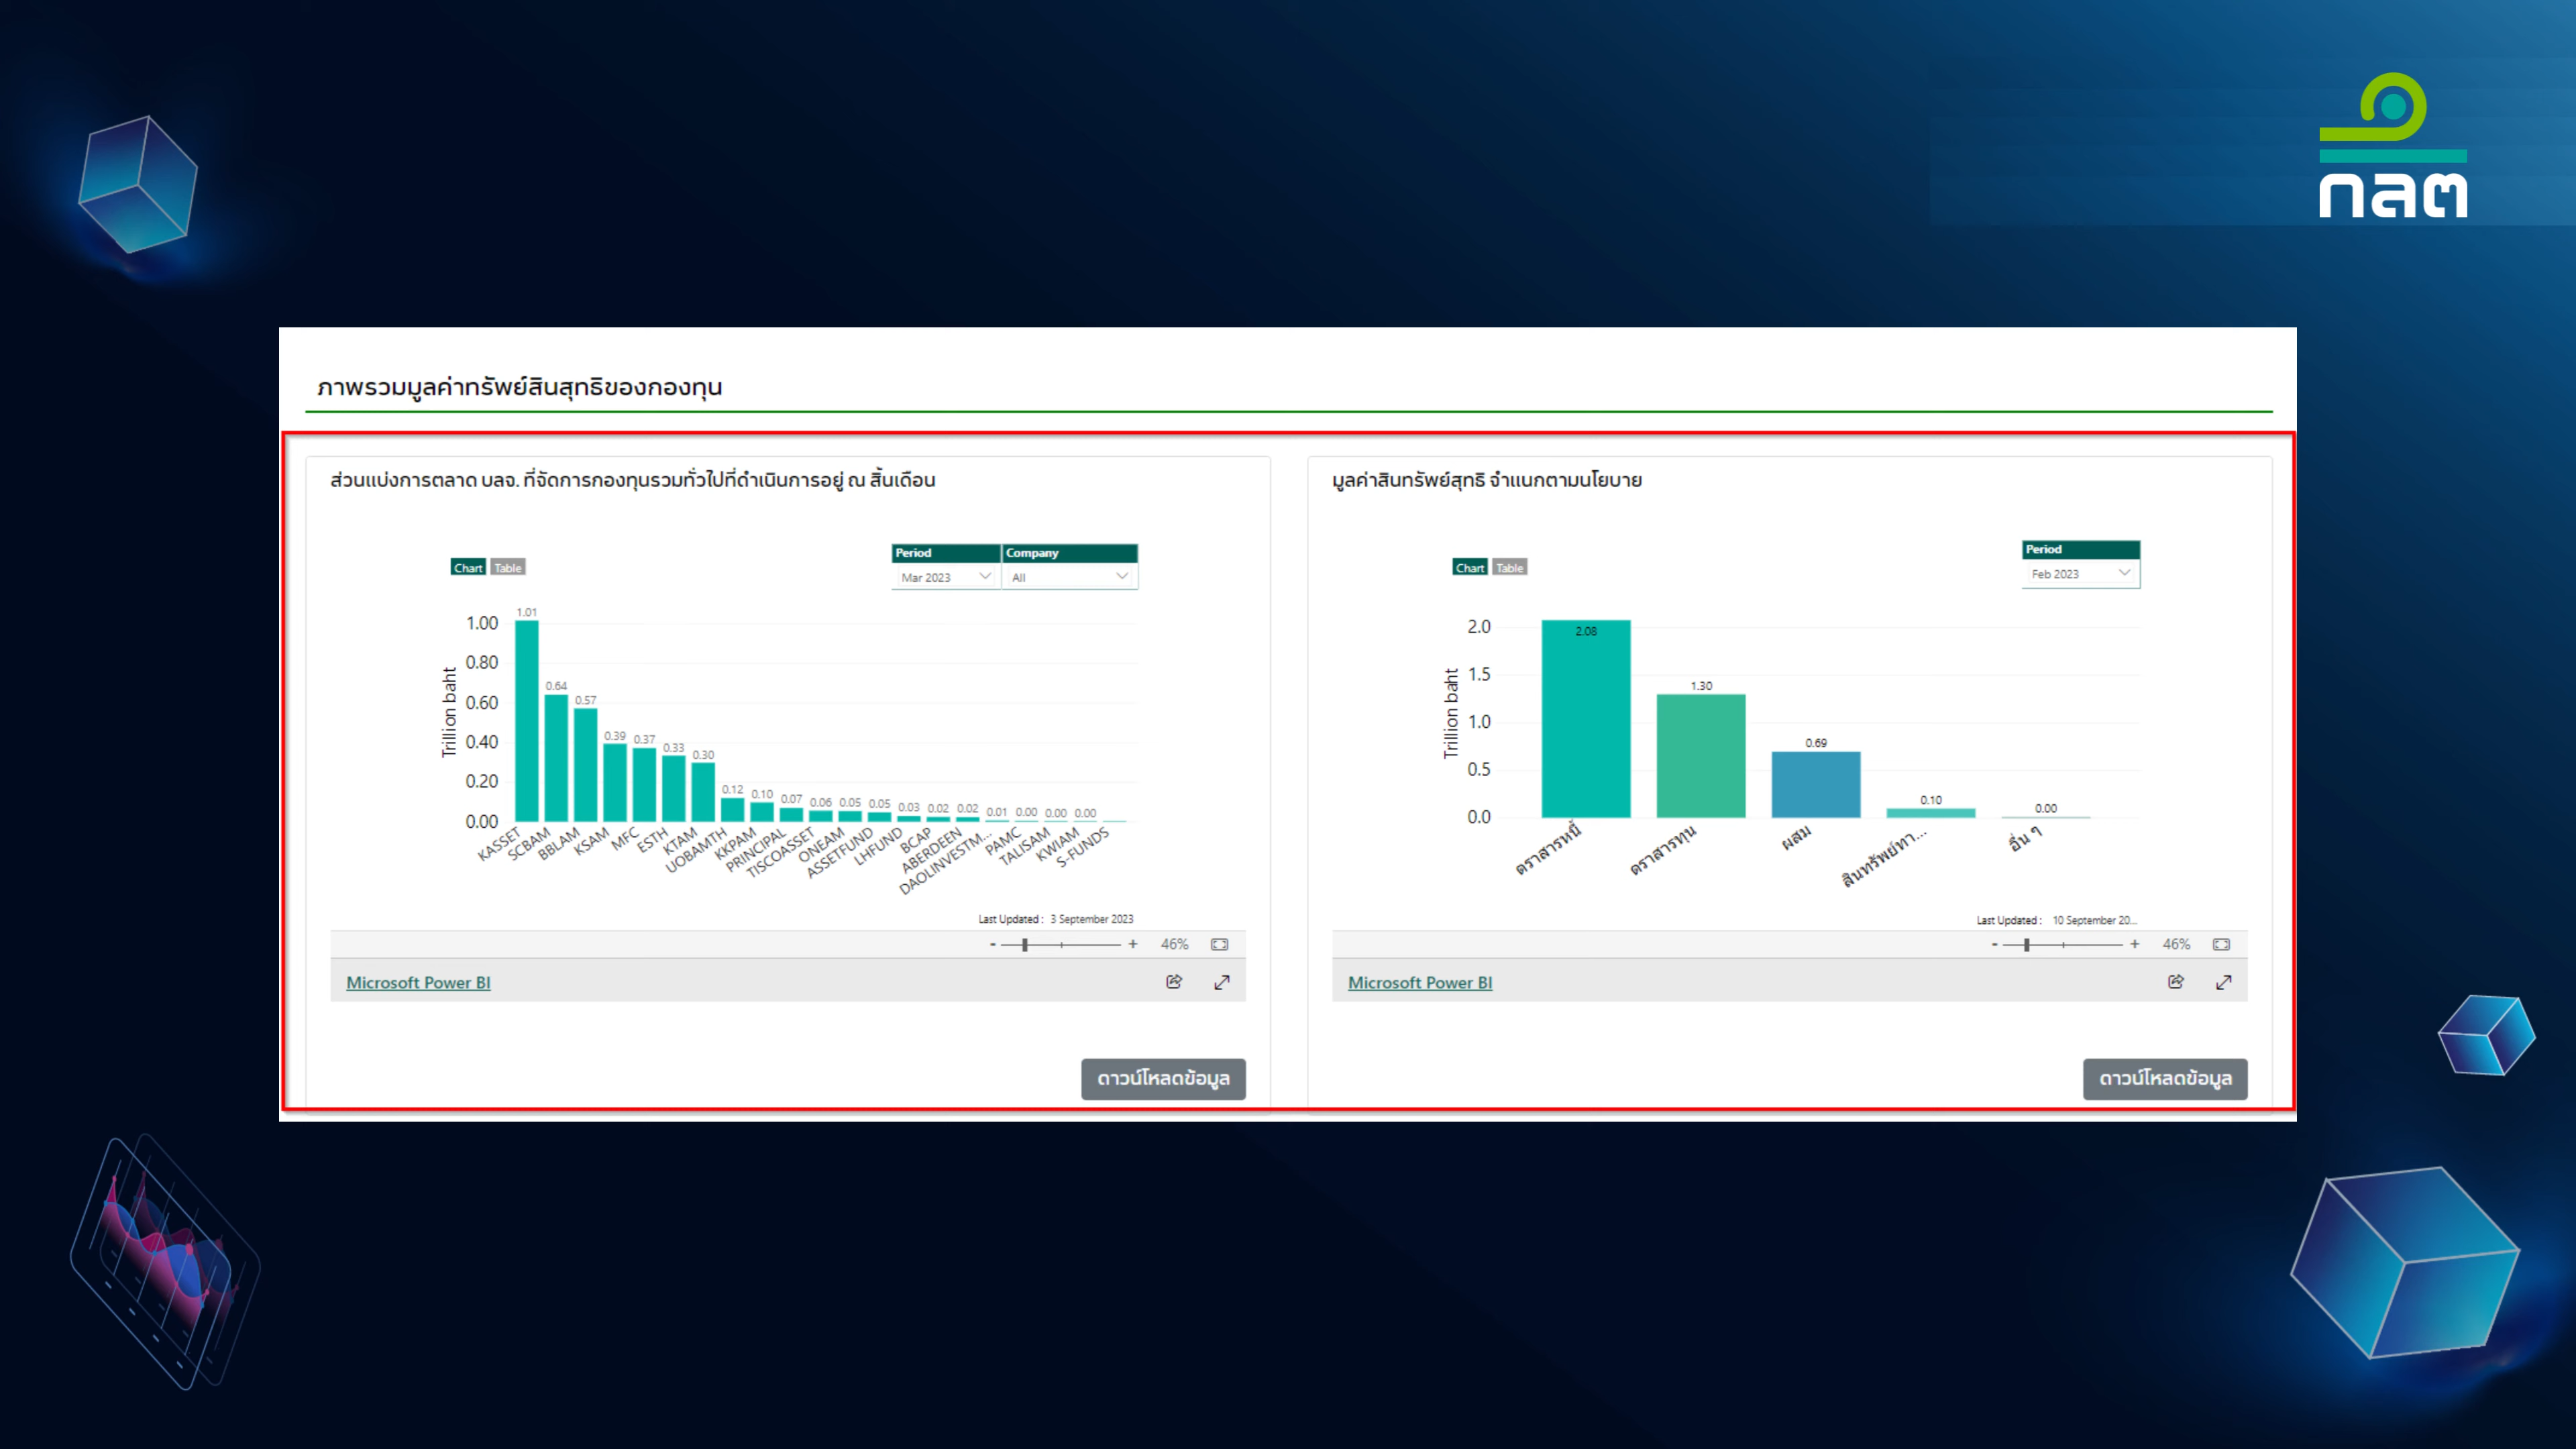 กลต
ภาพรวมมูลค่าทรัพย์สินสุทธิของกองทุน
ส่วนแบ่งการตลาด บลจ. ที่จัดการกองทุนรวมทั่วไปที่ดำเนินการอยู่ ณ สิ้นเดือน
Chart Table
Period Company
Mar 2023 All
Trillion baht
1.00
0.80
0.60
0.40
0.20
0.00
1.01 0.64 0.57 0.39 0.37 0.33 0.30 0.12 0.10 0.07 0.06 0.05 0.05 0.03 0.02 0.02 0.01 0.00 0.00 0.00
KASSET SCBAM BBLAM KSAM MFC ESTH KTAM UOBAMTH KKPAM PRINCIPAL TISCOASSET ONEAM ASSETFUND LHFUND BCAP ABERDEEN DAOLINVESTM... PAMC TALISAM KWIAM S-FUNDS
Last Updated : 3 September 2023
- + 46%
Microsoft Power BI
ดาวน์โหลดข้อมูล
มูลค่าสินทรัพย์สุทธิ จำแนกตามนโยบาย
Chart Table
Period
Feb 2023
Trillion baht
2.0
1.5
1.0
0.5
0.0
2.08 1.30 0.69 0.10 0.00
ตราสารหนี้ ตราสารทุน ผสม สินทรัพย์ทา... อื่น ๆ
Last Updated : 10 September 20...
- + 46%
Microsoft Power BI
ดาวน์โหลดข้อมูล